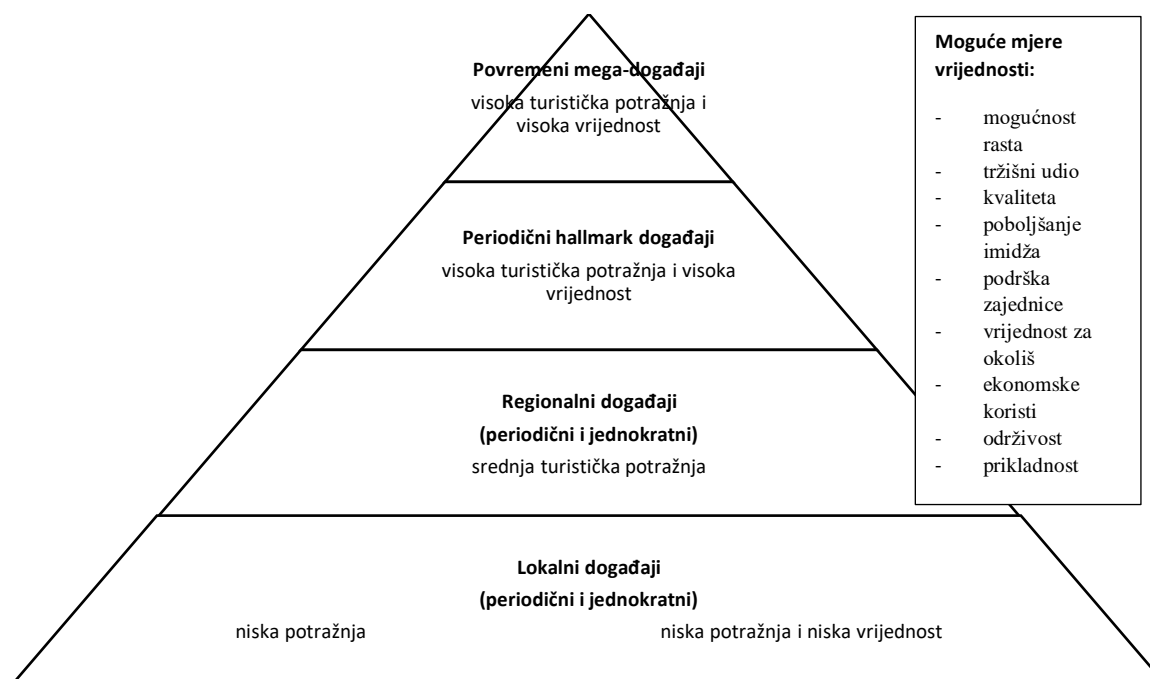 Povremeni mega-događaji
visoka turistička potražnja i
visoka vrijednost
Periodični hallmark događaji
visoka turistička potražnja i visoka
vrijednost
Regionalni događaji
(periodični i jednokratni)
srednja turistička potražnja
Lokalni događaji
(periodični i jednokratni)
niska potražnja
niska potražnja i niska vrijednost
Moguće mjere
vrijednosti:
- mogućnost
rasta
- tržišni udio
- kvaliteta
- poboljšanje
imidža
- podrška
zajednice
- vrijednost za
okoliš
- ekonomske
koristi
- održivost
- prikladnost